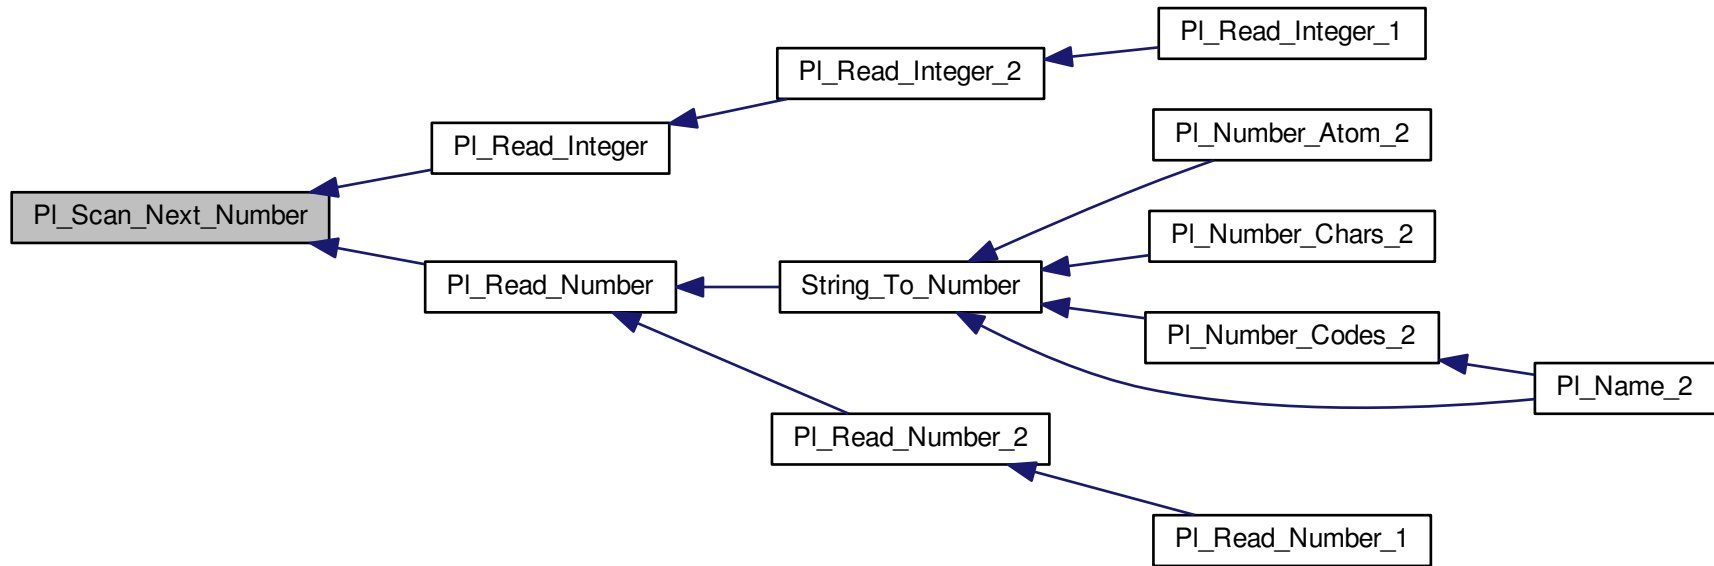 Pl_Read_Integer_1
Pl_Read_Integer_2
Pl_Number_Atom_2
Pl_Read_Integer
Pl_Scan_Next_Number
Pl_Number_Chars_2
Pl_Read_Number
String_To_Number
Pl_Number_Codes_2
Pl_Name_2
Pl_Read_Number_2
Pl_Read_Number_1